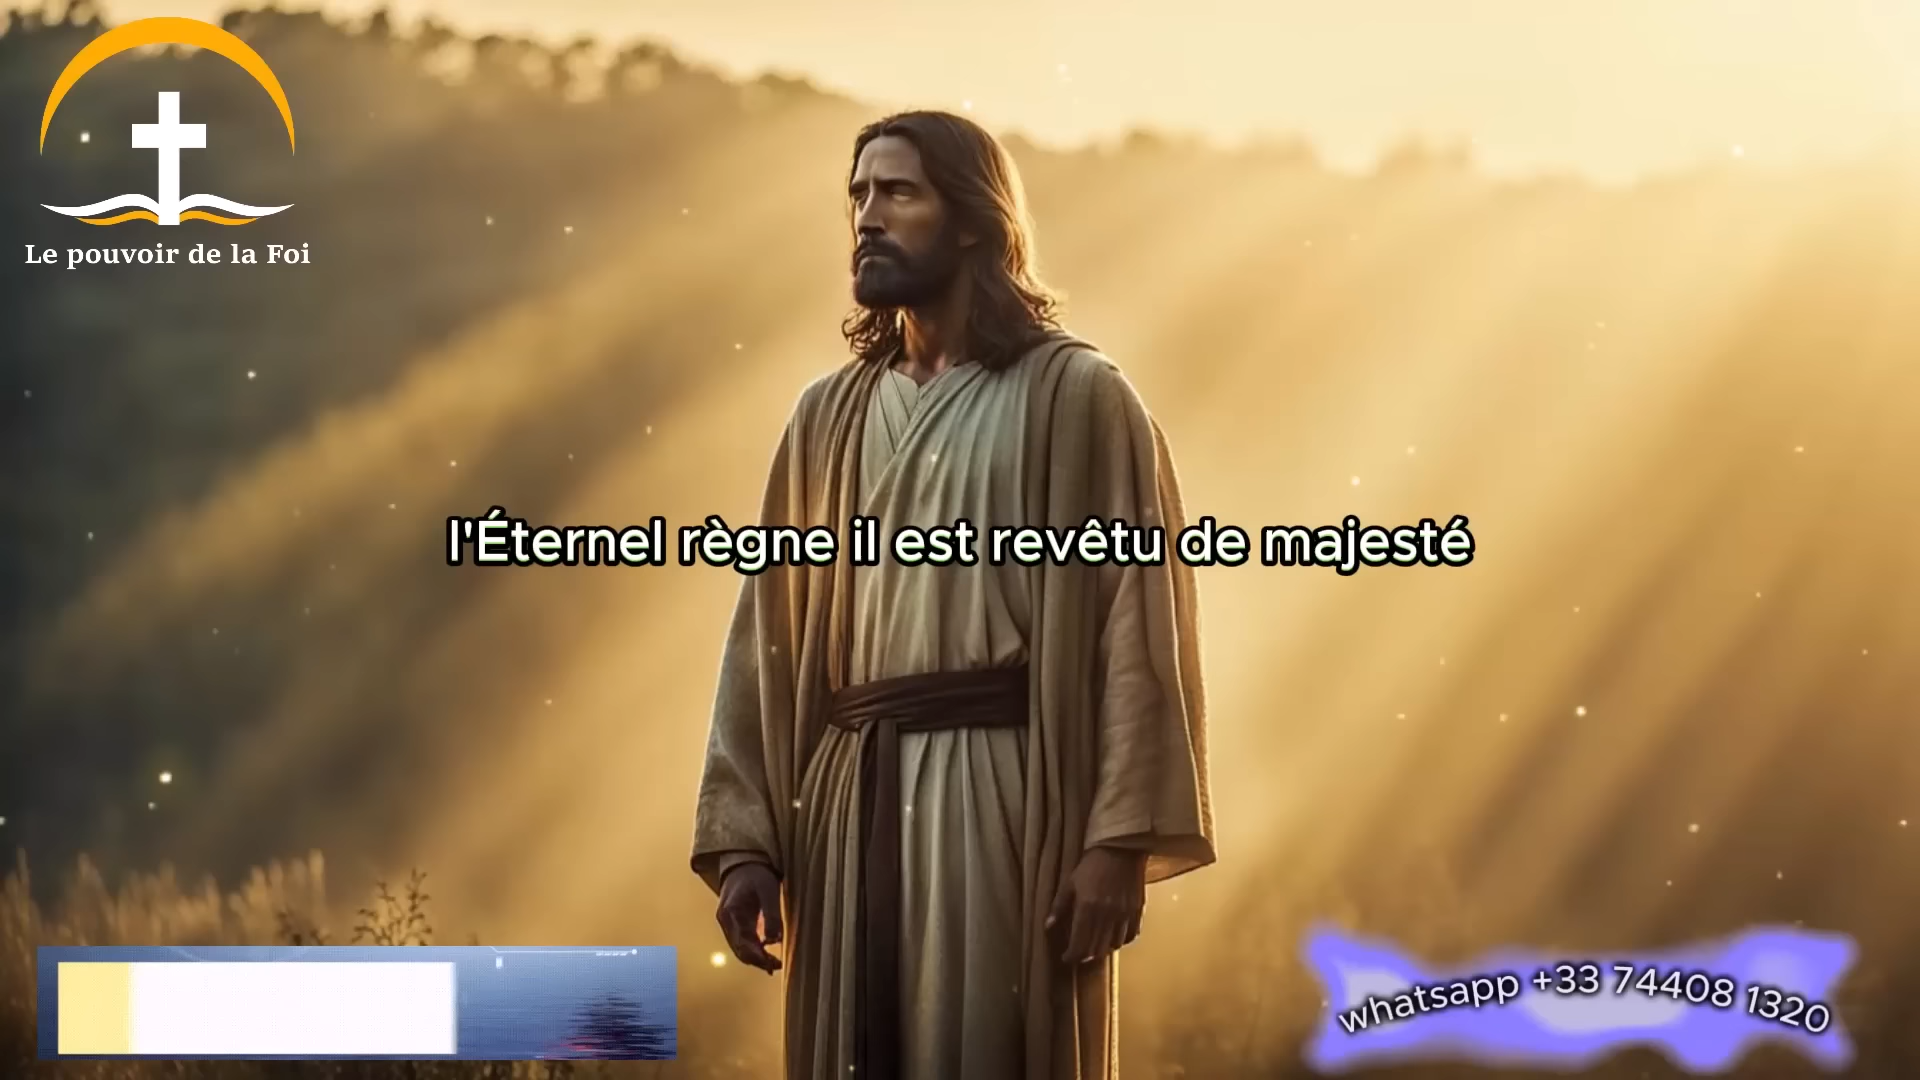 Le pouvoir de la Foi
l'Éternel règne il est revêtu de majesté
whatsapp +33 74408 1320